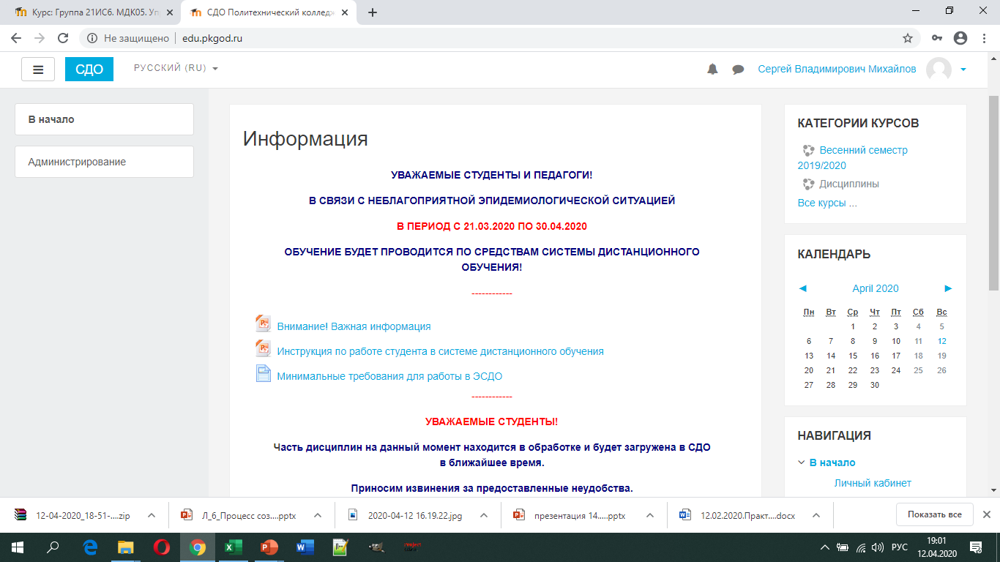 Курс: Группа 21ИС6. МДК05. Упр
СДО Политехнический коллед
Не защищено
edu.pkgod.ru
СДО
РУССКИЙ (RU)
Сергей Владимирович Михайлов
В начало
Администрирование
Информация
УВАЖАЕМЫЕ СТУДЕНТЫ И ПЕДАГОГИ!
В СВЯЗИ С НЕБЛАГОПРИЯТНОЙ ЭПИДЕМИОЛОГИЧЕСКОЙ СИТУАЦИЕЙ
В ПЕРИОД С 21.03.2020 ПО 30.04.2020
ОБУЧЕНИЕ БУДЕТ ПРОВОДИТСЯ ПО СРЕДСТВАМ СИСТЕМЫ ДИСТАНЦИОННОГО
ОБУЧЕНИЯ!
------------
Внимание! Важная информация
Инструкция по работе студента в системе дистанционного обучения
Минимальные требования для работы в ЭСДО
------------
УВАЖАЕМЫЕ СТУДЕНТЫ!
Часть дисциплин на данный момент находится в обработке и будет загружена в СДО
в ближайшее время.
Приносим извинения за предоставленные неудобства.
КАТЕГОРИИ КУРСОВ
Весенний семестр
2019/2020
Дисциплины
Все курсы ...
КАЛЕНДАРЬ
◄ April 2020 ►
Пн Вт Ср Чт Пт Сб Вс
1 2 3 4 5
6 7 8 9 10 11 12
13 14 15 16 17 18 19
20 21 22 23 24 25 26
27 28 29 30
НАВИГАЦИЯ
В начало
Личный кабинет
12-04-2020_18-51-....zip
Л_6_Процесс соз....pptx
2020-04-12 16.19.22.jpg
презентация 14.....pptx
12.02.2020.Практ....docx
Показать все
РУС
19:01
12.04.2020